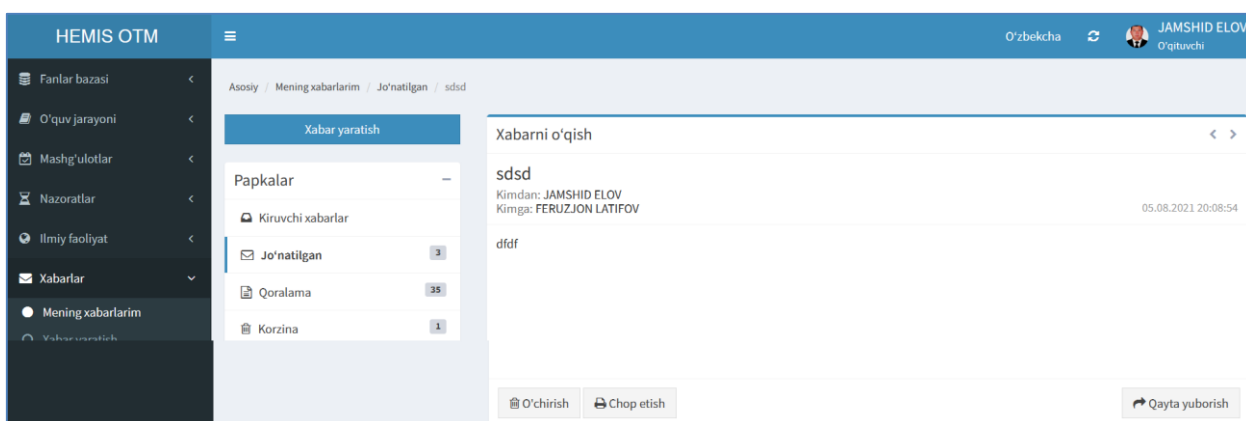 HEMIS OTM
O'zbekcha
JAMSHID ELOV
O'qituvchi
Fanlar bazasi
O'quv jarayoni
Mashg'ulotlar
Nazoratlar
Ilmiy faoliyat
Xabarlar
Mening xabarlarim
Xabar yaratish
Asosiy / Mening xabarlarim / Jo'natilgan / sdsd
Xabar yaratish
Papkalar
Kiruvchi xabarlar
Jo'natilgan 3
Qoralama 35
Korzina 1
Xabarni o'qish
sdsd
Kimdan: JAMSHID ELOV
Kimga: FERUZJON LATIFOV 05.08.2021 20:08:54
dfdf
O'chirish Chop etish Qayta yuborish